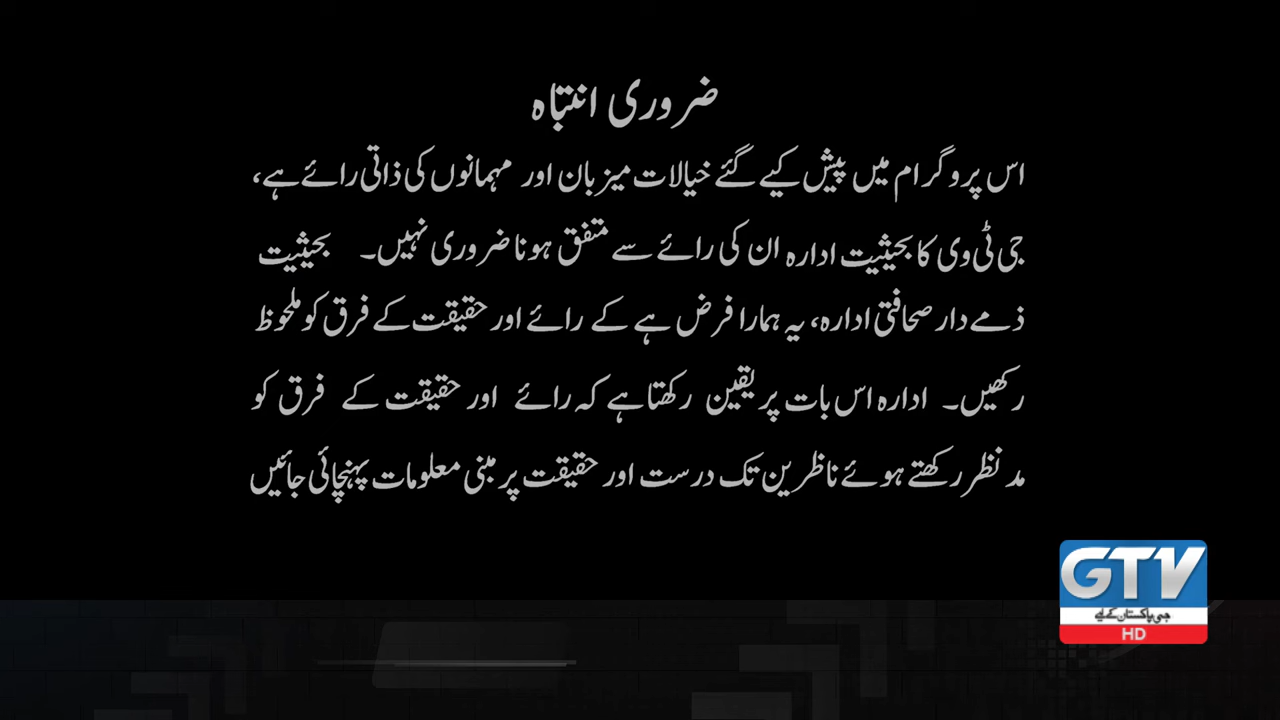 ضروری انتباہ
اس پروگرام میں پیش کیے گئے خیالات میزبان اور مہمانوں کی ذاتی رائے ہے،
جی ٹی وی کا بحیثیت ادارہ ان کی رائے سے متفق ہونا ضروری نہیں۔ بحیثیت
ذمے دار صحافتی ادارہ، یہ ہمارا فرض ہے کے رائے اور حقیقت کے فرق کو ملحوظ
رکھیں۔ ادارہ اس بات پر یقین رکھتا ہے کہ رائے اور حقیقت کے فرق کو
مد نظر رکھتے ہوئے ناظرین تک درست اور حقیقت پر مبنی معلومات پہنچائی جائیں
GTV
جی پاکستان کے لیے
HD